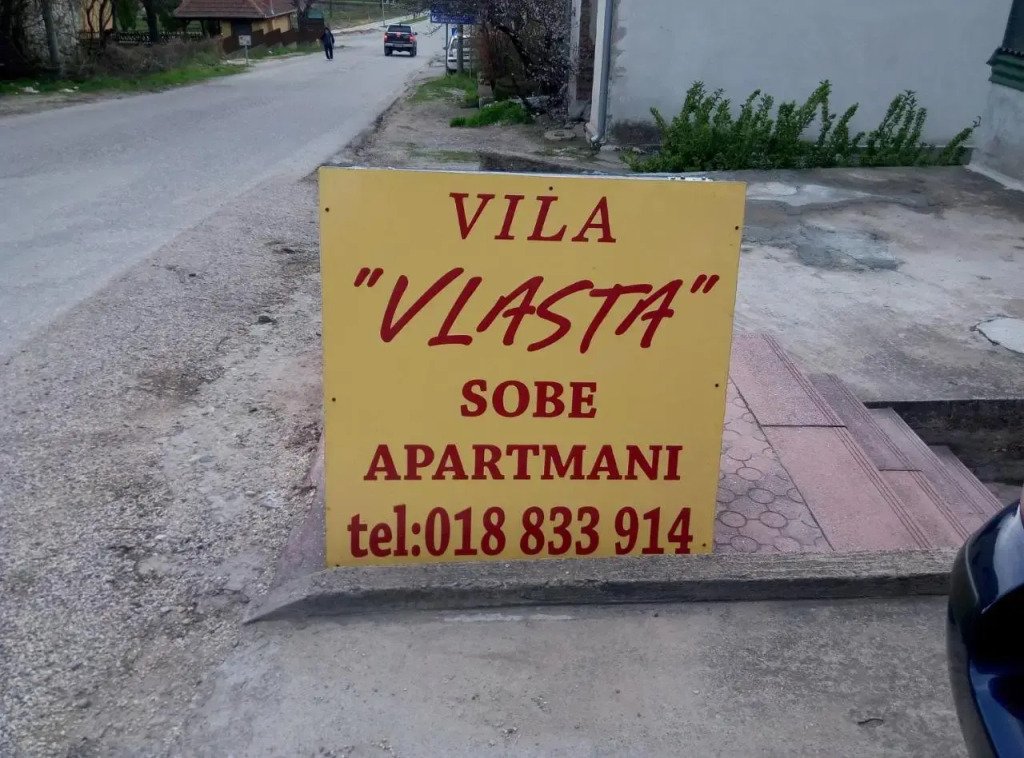 VILA
"VLASTA"
SOBE
APARTMANI
tel:018 833 914